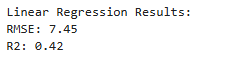 Linear Regression Results:
RMSE: 7.45
R2: 0.42